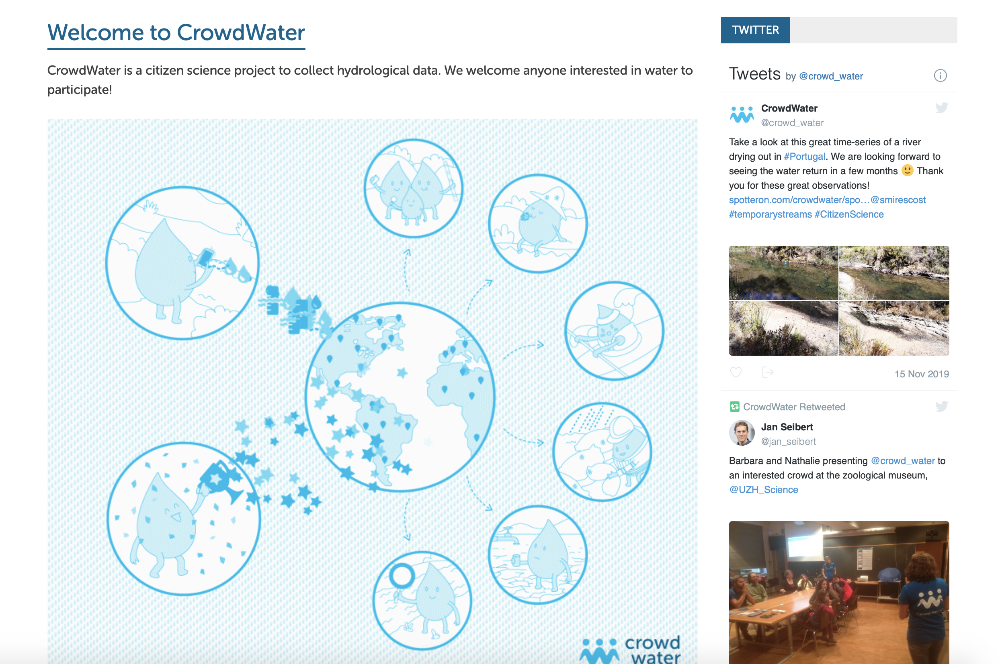 Welcome to CrowdWater
CrowdWater is a citizen science project to collect hydrological data. We welcome anyone interested in water to
participate!
crowd
water
TWITTER
Tweets by @crowd_water
CrowdWater
@crowd_water
Take a look at this great time-series of a river
drying out in #Portugal. We are looking forward to
seeing the water return in a few months 🙂 Thank
you for these great observations!
spotteron.com/crowdwater/spo…@smirescost
#temporarystreams #CitizenScience
15 Nov 2019
CrowdWater Retweeted
Jan Seibert
@jan_seibert
Barbara and Nathalie presenting @crowd_water to
an interested crowd at the zoological museum,
@UZH_Science
CrowdWater